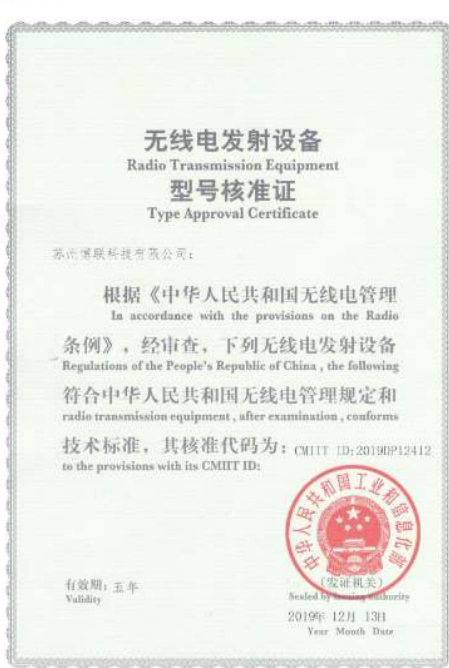 无线电发射设备
Radio Transmission Equipment
型号核准证
Type Approval Certificate
苏州博联科技有限公司：
根据《中华人民共和国无线电管理
In accordance with the provisions on the Radio
条例》，经审查，下列无线电发射设备
Regulations of the People's Republic of China , the following
符合中华人民共和国无线电管理规定和
radio transmission equipment , after examination , conforms
技术标准，其核准代码为：CMIIT ID:2019DP12412
to the provisions with its CMIIT ID:
中华人民共和国工业和信息化部
有效期：五年
Validity
（发证机关）
Sealed by issuing authority
2019年 12月 13日
Year Month Date